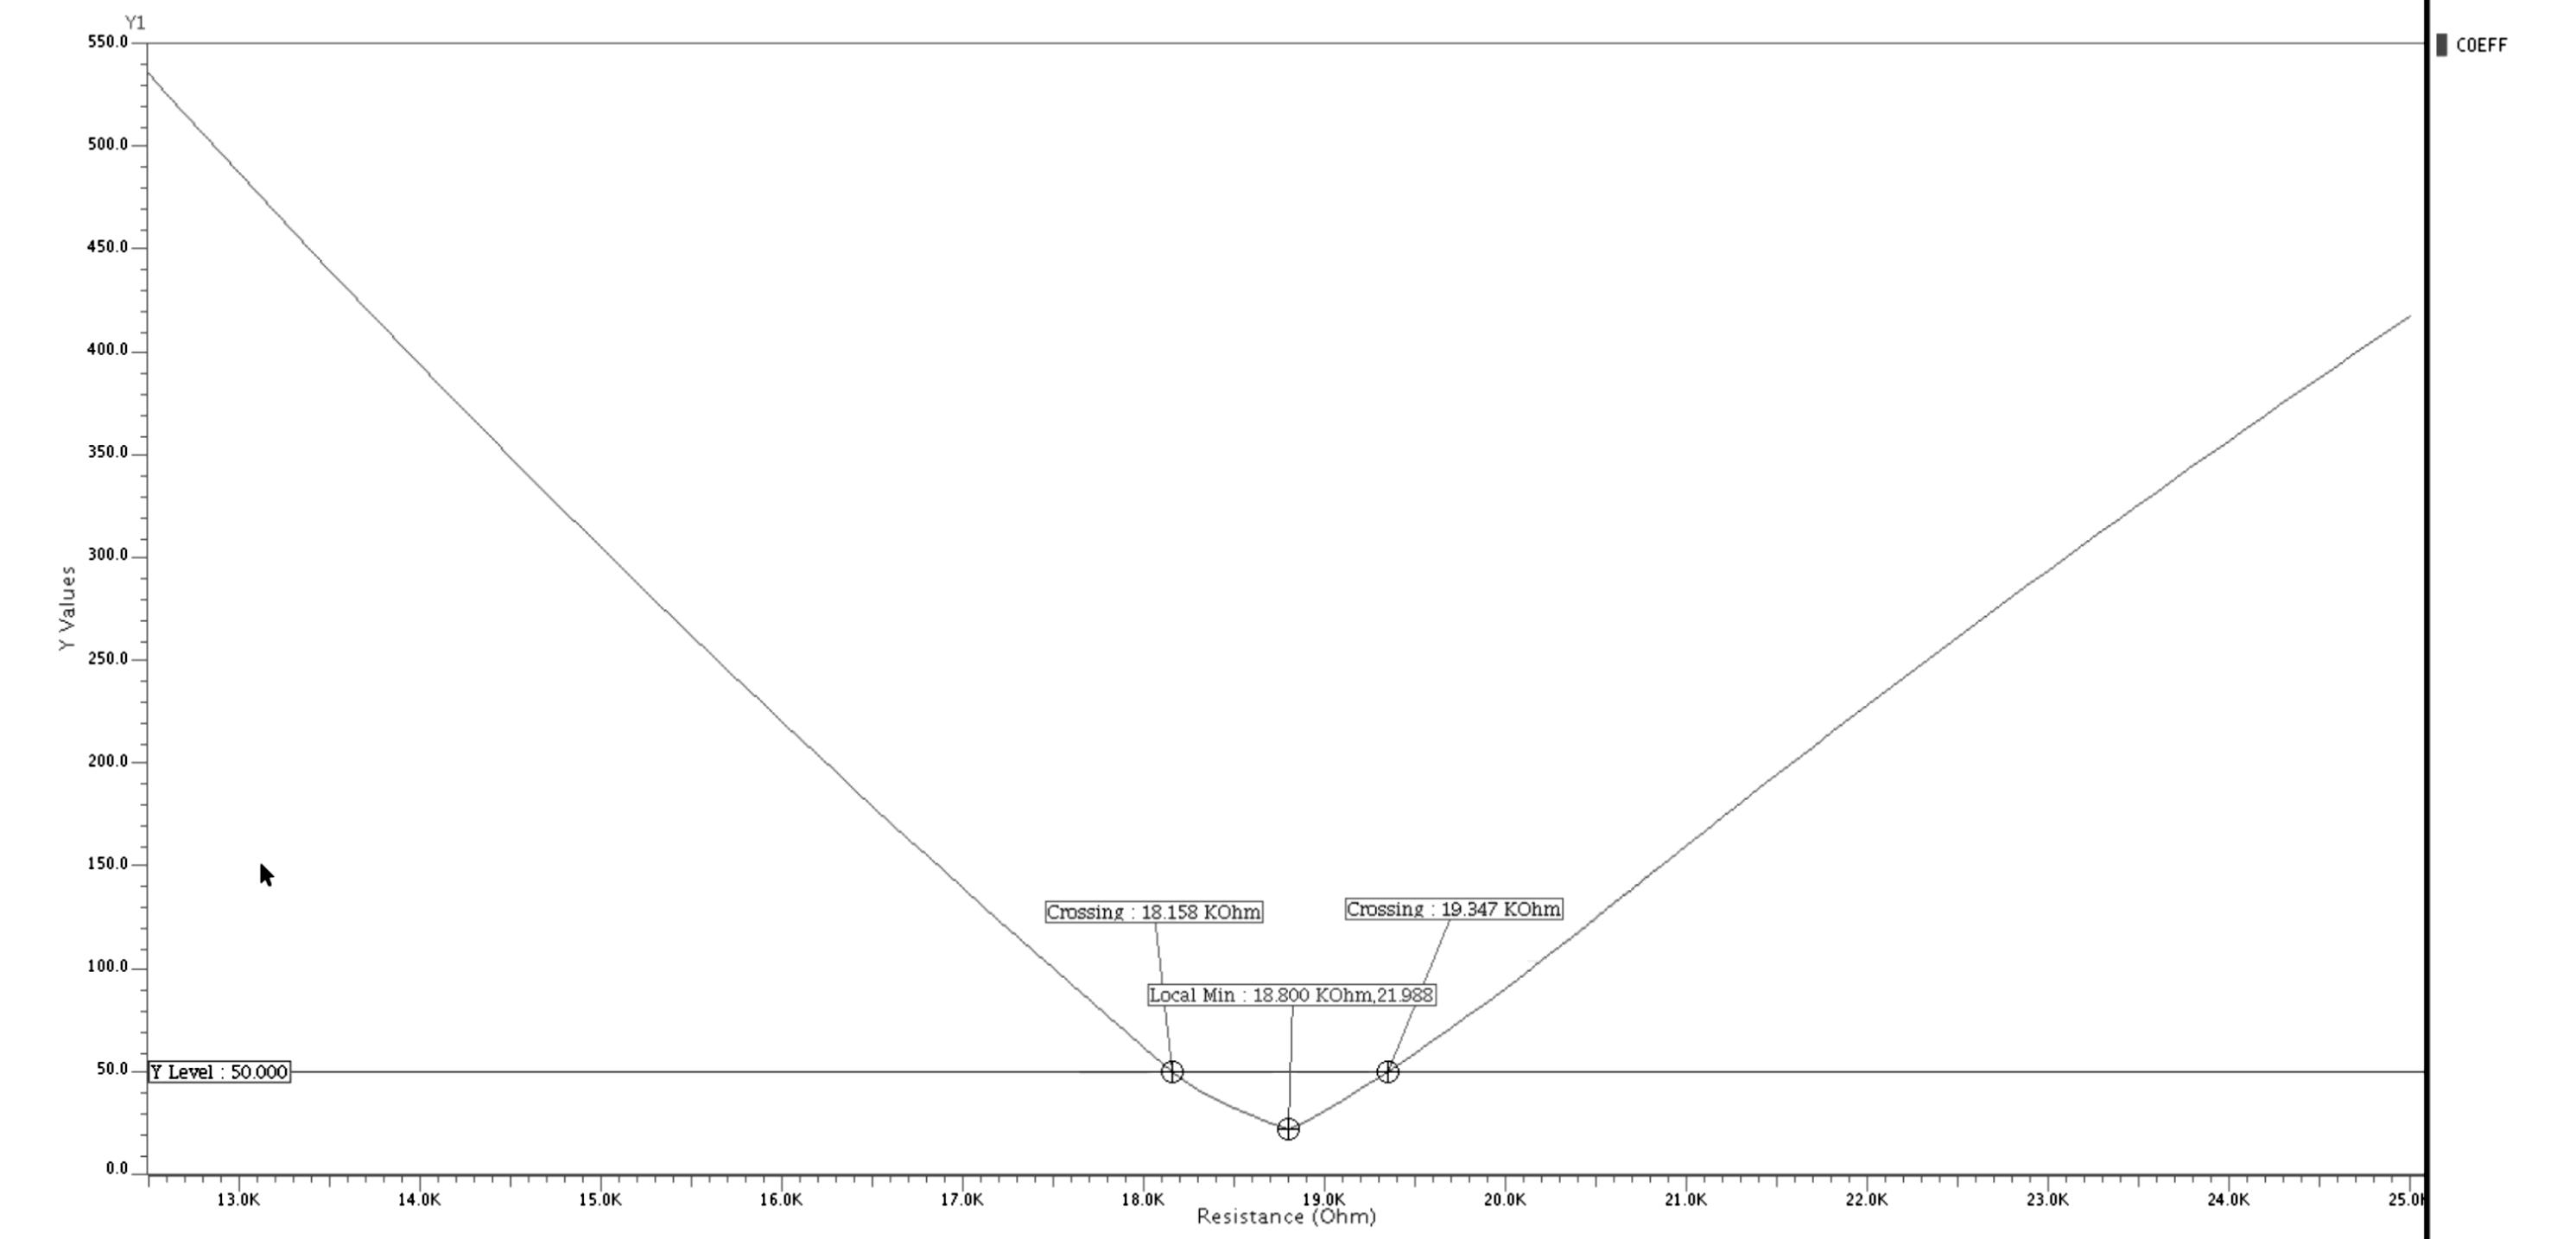 Y1
550.0
500.0
450.0
400.0
350.0
300.0
250.0
200.0
150.0
100.0
50.0
0.0
Y Values
COEFF
Crossing : 18.158 KOhm
Crossing : 19.347 KOhm
Local Min : 18.800 KOhm,21.988
Y Level : 50.000
13.0K 14.0K 15.0K 16.0K 17.0K 18.0K 19.0K 20.0K 21.0K 22.0K 23.0K 24.0K 25.0K
Resistance (Ohm)